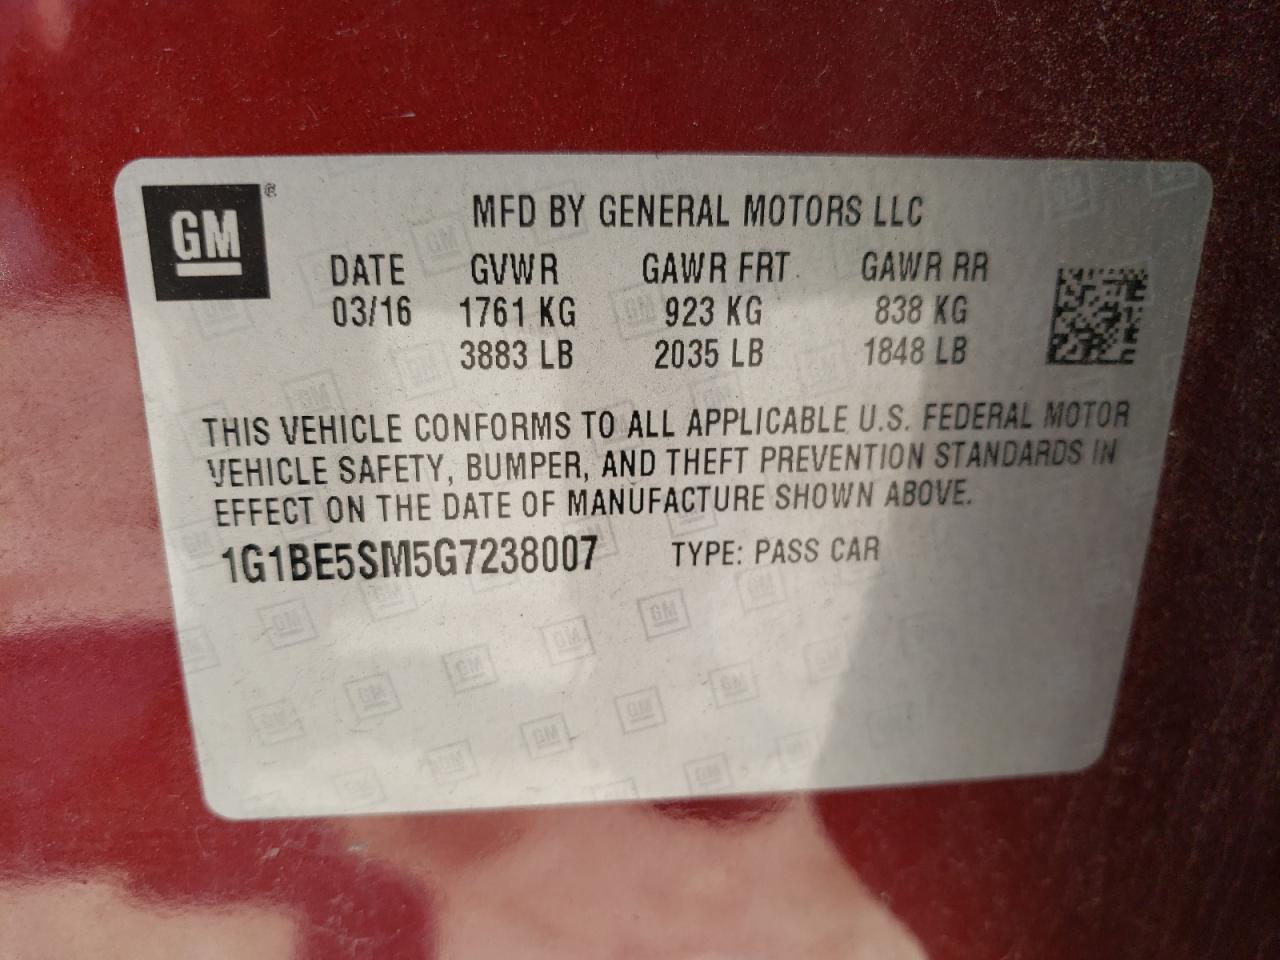 GM®
MFD BY GENERAL MOTORS LLC
DATE GVWR GAWR FRT GAWR RR
03/16 1761 KG 923 KG 838 KG
3883 LB 2035 LB 1848 LB
THIS VEHICLE CONFORMS TO ALL APPLICABLE U.S. FEDERAL MOTOR
VEHICLE SAFETY, BUMPER, AND THEFT PREVENTION STANDARDS IN
EFFECT ON THE DATE OF MANUFACTURE SHOWN ABOVE.
1G1BE5SM5G7238007 TYPE: PASS CAR